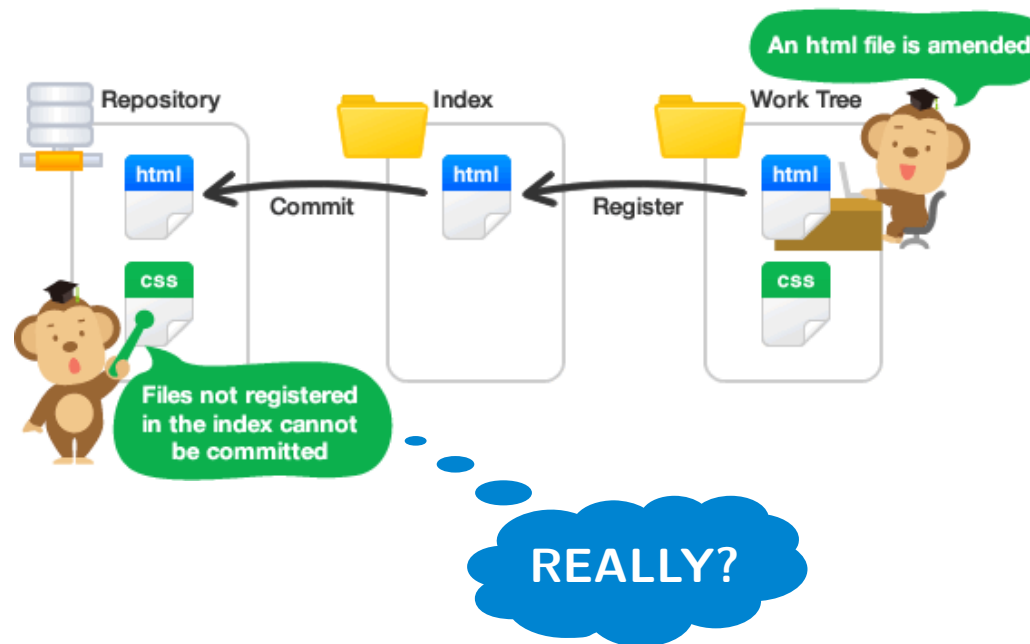 An html file is amended
Repository
Index
Work Tree
html
html
html
Commit
Register
css
css
Files not registered
in the index cannot
be committed
REALLY?